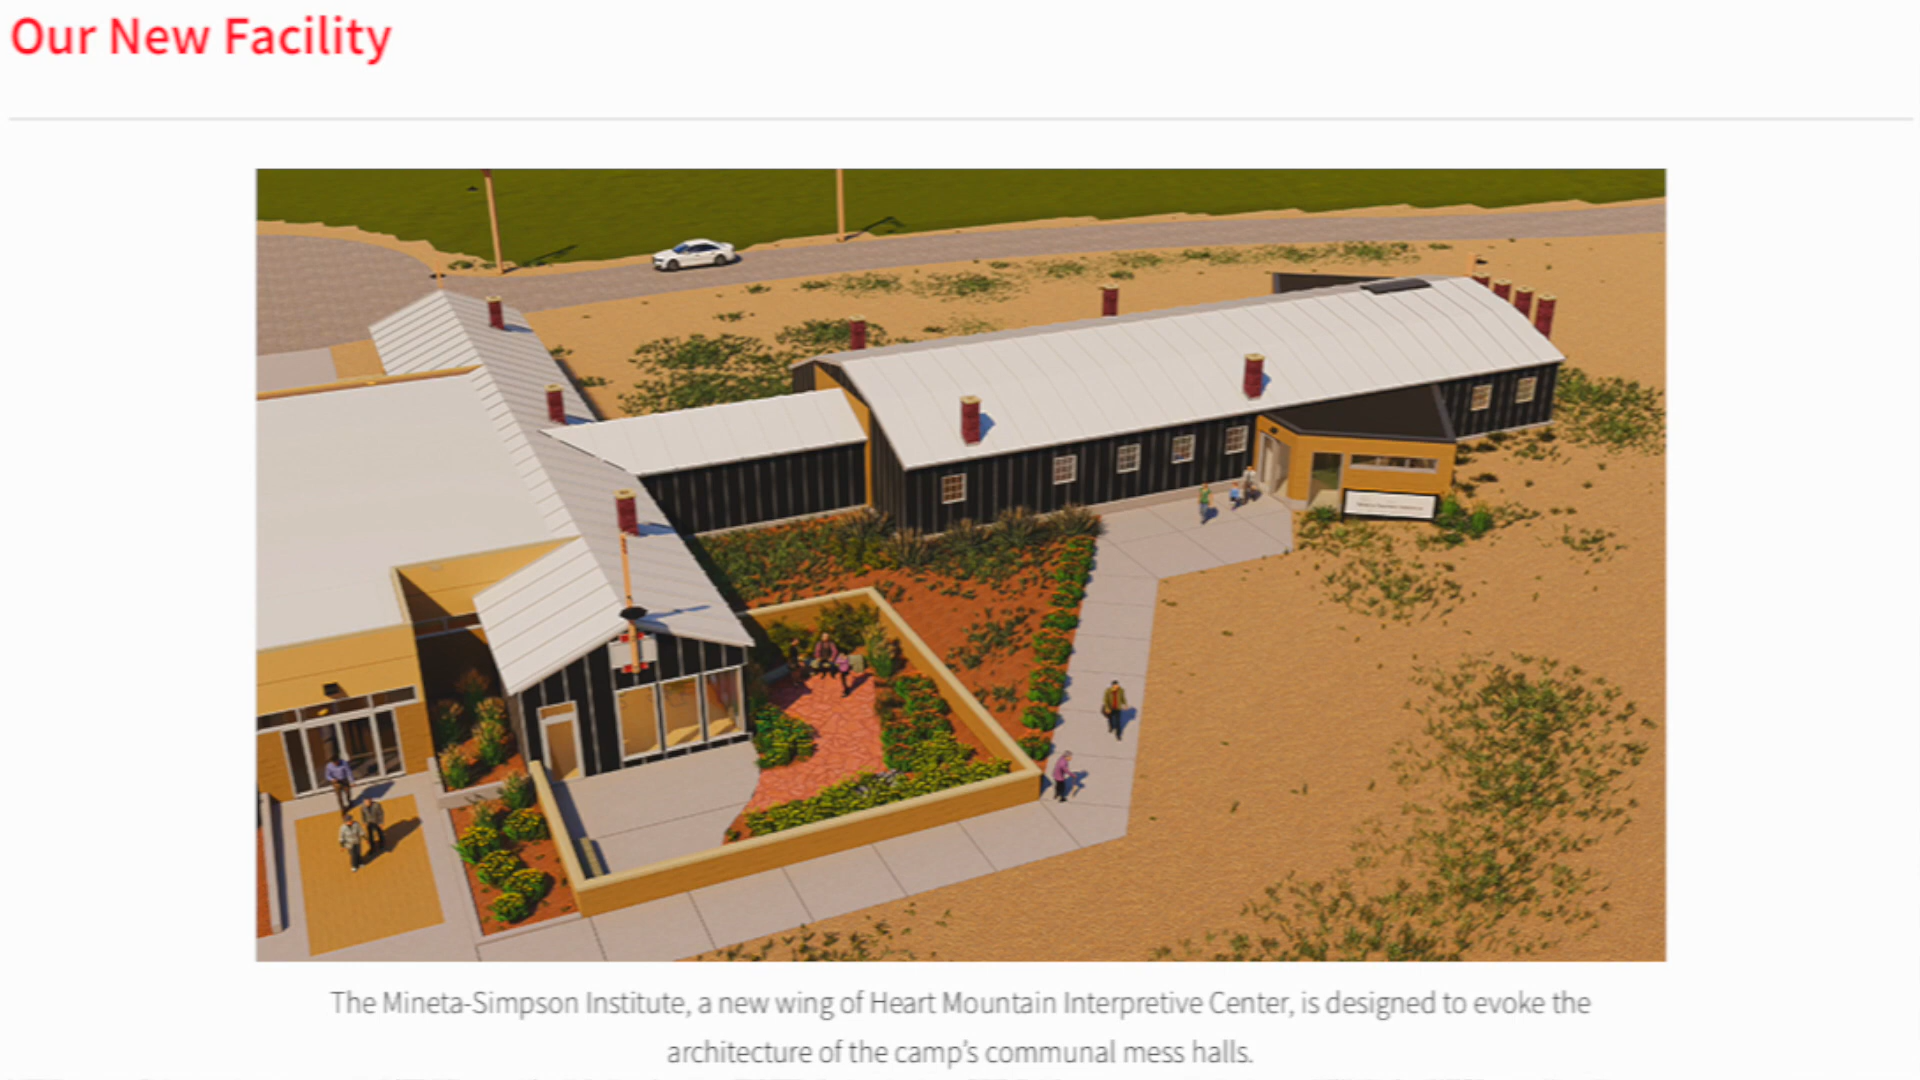 Our New Facility
The Mineta-Simpson Institute, a new wing of Heart Mountain Interpretive Center, is designed to evoke the
architecture of the camp's communal mess halls.